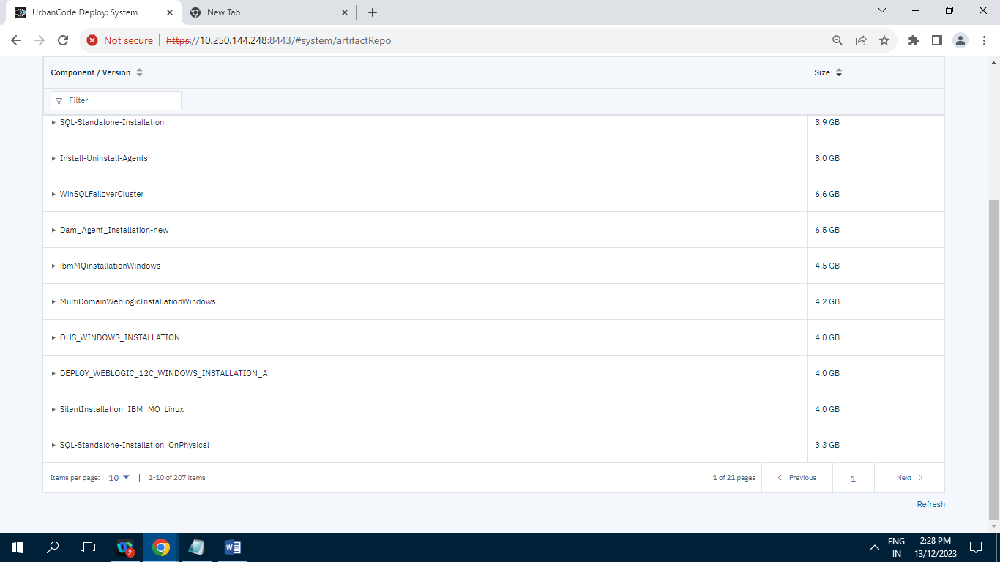 UrbanCode Deploy: System
New Tab
Not secure
https://10.250.144.248:8443/#system/artifactRepo
Component / Version
Size
Filter
SQL-Standalone-Installation 8.9 GB
Install-Uninstall-Agents 8.0 GB
WinSQLFailoverCluster 6.6 GB
Dam_Agent_Installation-new 6.5 GB
ibmMQinstallationWindows 4.5 GB
MultiDomainWeblogicInstallationWindows 4.2 GB
OHS_WINDOWS_INSTALLATION 4.0 GB
DEPLOY_WEBLOGIC_12C_WINDOWS_INSTALLATION_A 4.0 GB
SilentInstallation_IBM_MQ_Linux 4.0 GB
SQL-Standalone-Installation_OnPhysical 3.3 GB
Items per page: 10 | 1-10 of 207 items 1 of 21 pages Previous 1 Next
Refresh
2
ENG
IN
2:28 PM
13/12/2023